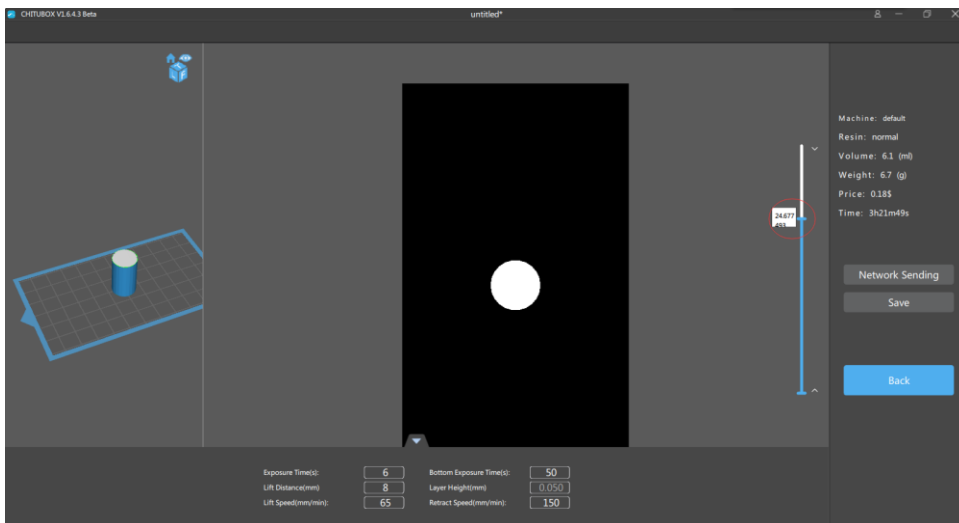 CHITUBOX V1.6.4.3 Beta
untitled*
Machine: default
Resin: normal
Volume: 6.1 (ml)
Weight: 6.7 (g)
Price: 0.18$
Time: 3h21m49s
24.677
493
Network Sending
Save
Back
Exposure Time(s): 6 Bottom Exposure Time(s): 50
Lift Distance(mm) 8 Layer Height(mm) 0.050
Lift Speed(mm/min): 65 Retract Speed(mm/min): 150